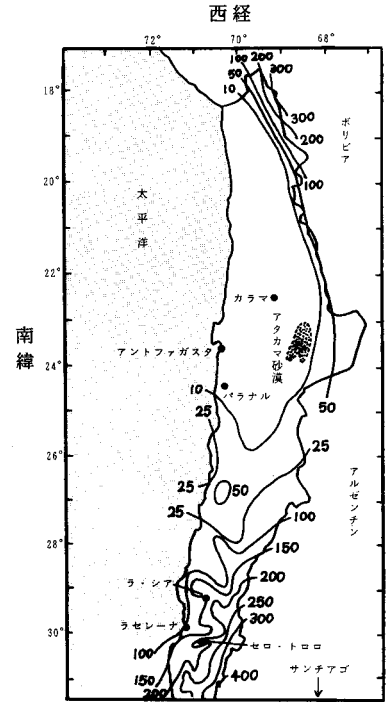 西経
72° 70° 68°
18°
20°
22°
24°
26°
28°
30°
南緯
太平洋
ボリビア
アルゼンチン
100 200 300
50
10
300
200
100
カラマ
アタカマ砂漠
アントファガスタ
パラナル
10
50
25
25
25
50
25
100
150
ラ・シア
200
250
300
ラセレーナ
セロ・トロロ
100
150
200
400
サンチアゴ